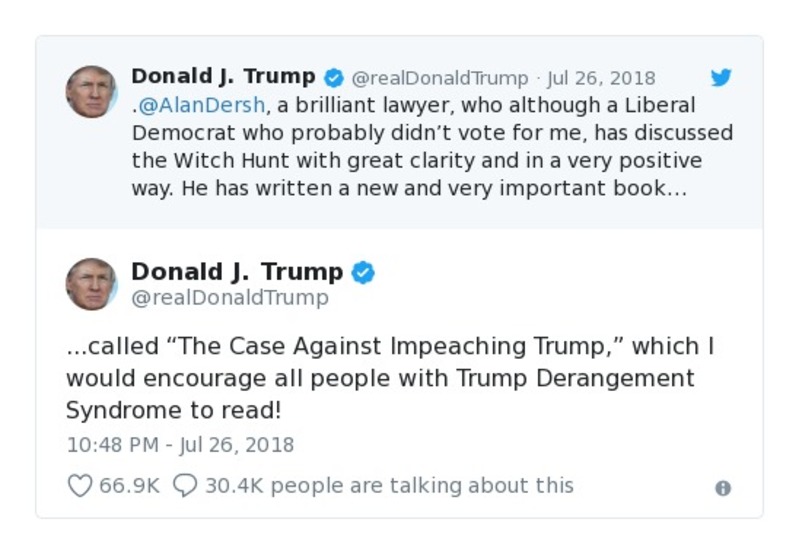 Donald J. Trump @realDonaldTrump · Jul 26, 2018
.@AlanDersh, a brilliant lawyer, who although a Liberal
Democrat who probably didn’t vote for me, has discussed
the Witch Hunt with great clarity and in a very positive
way. He has written a new and very important book...
Donald J. Trump
@realDonaldTrump
...called “The Case Against Impeaching Trump,” which I
would encourage all people with Trump Derangement
Syndrome to read!
10:48 PM - Jul 26, 2018
66.9K 30.4K people are talking about this